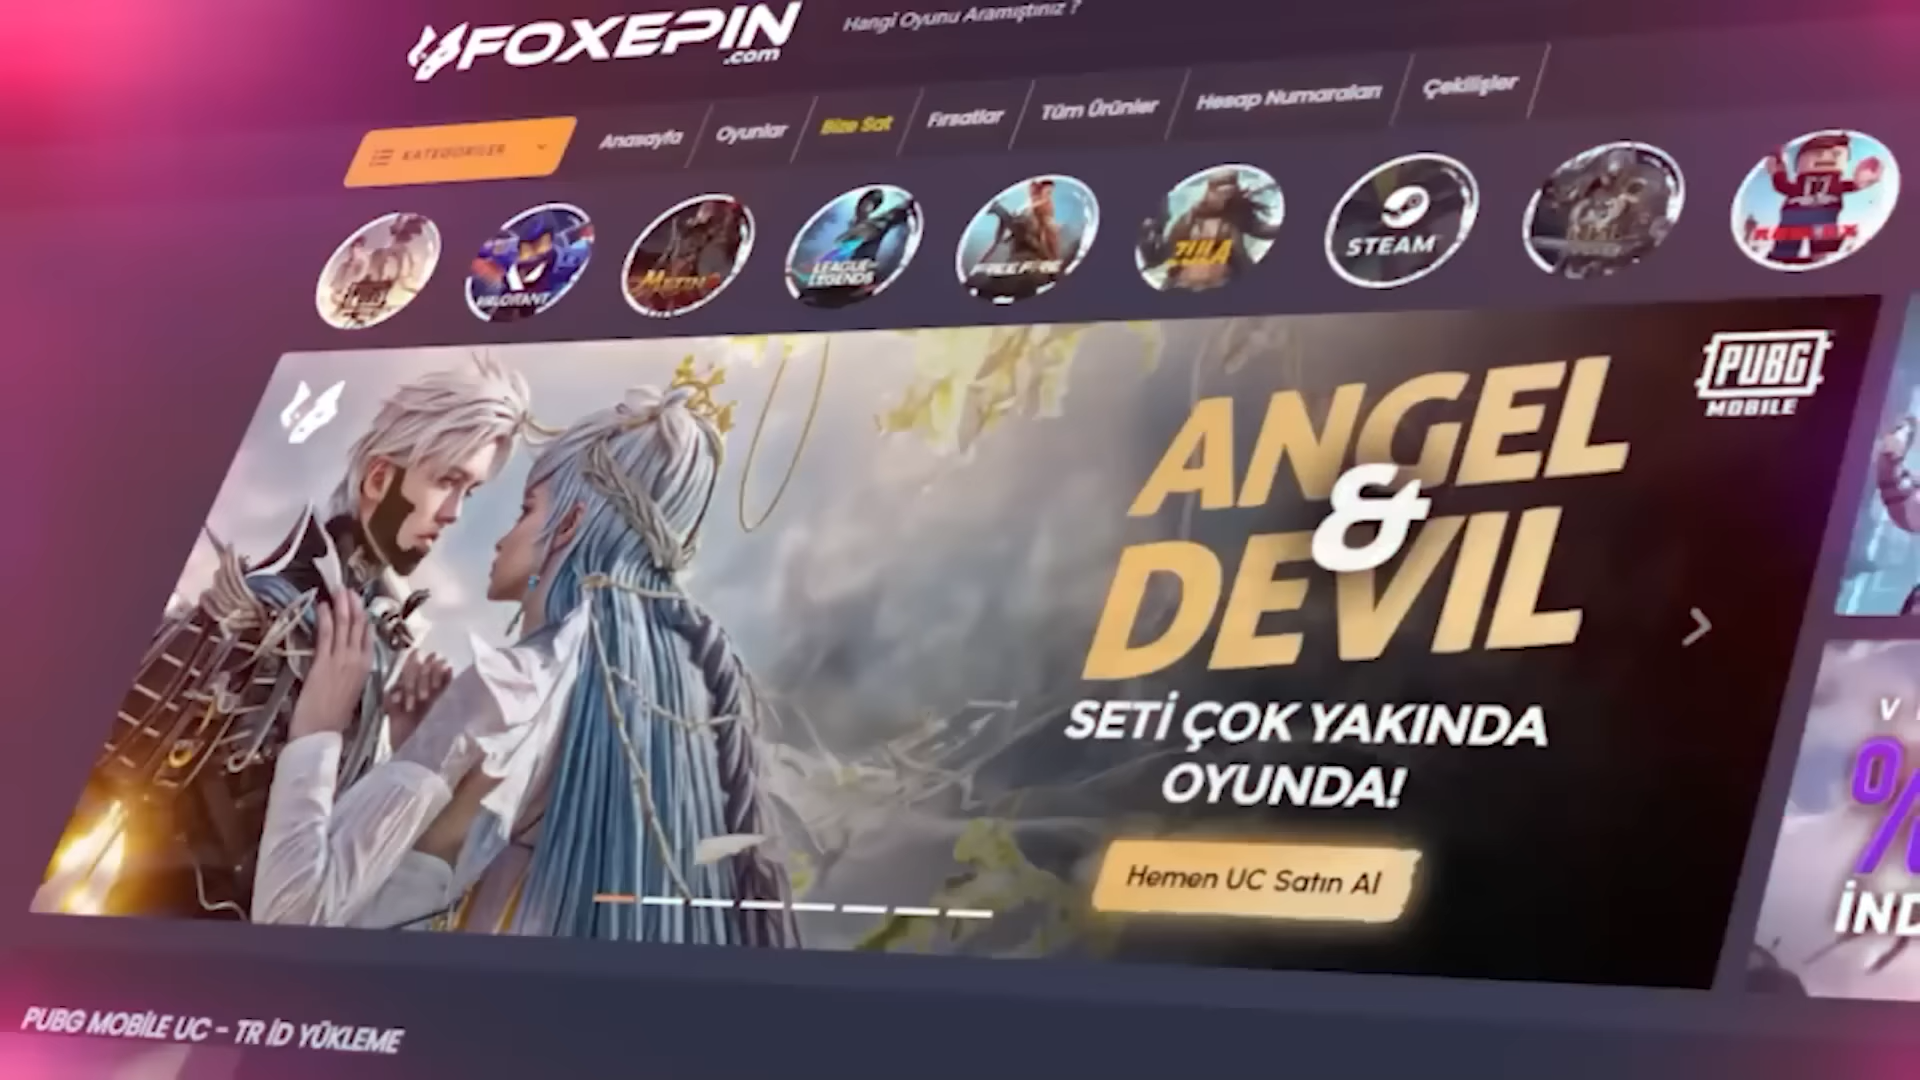 FOXEPIN
.com
Hangi Oyunu Aramıştınız ?
KATEGORİLER
Anasayfa
Oyunlar
Bize Sat
Fırsatlar
Tüm Ürünler
Hesap Numaraları
Çekilişler
VALORANT
METIN2
LEAGUE OF
LEGENDS
FREE FIRE
ZULA
STEAM
ROBLOX
PUBG
MOBILE
ANGEL
&
DEVIL
SETİ ÇOK YAKINDA
OYUNDA!
Hemen UC Satın Al
%
İND
PUBG MOBİLE UC - TR İD YÜKLEME